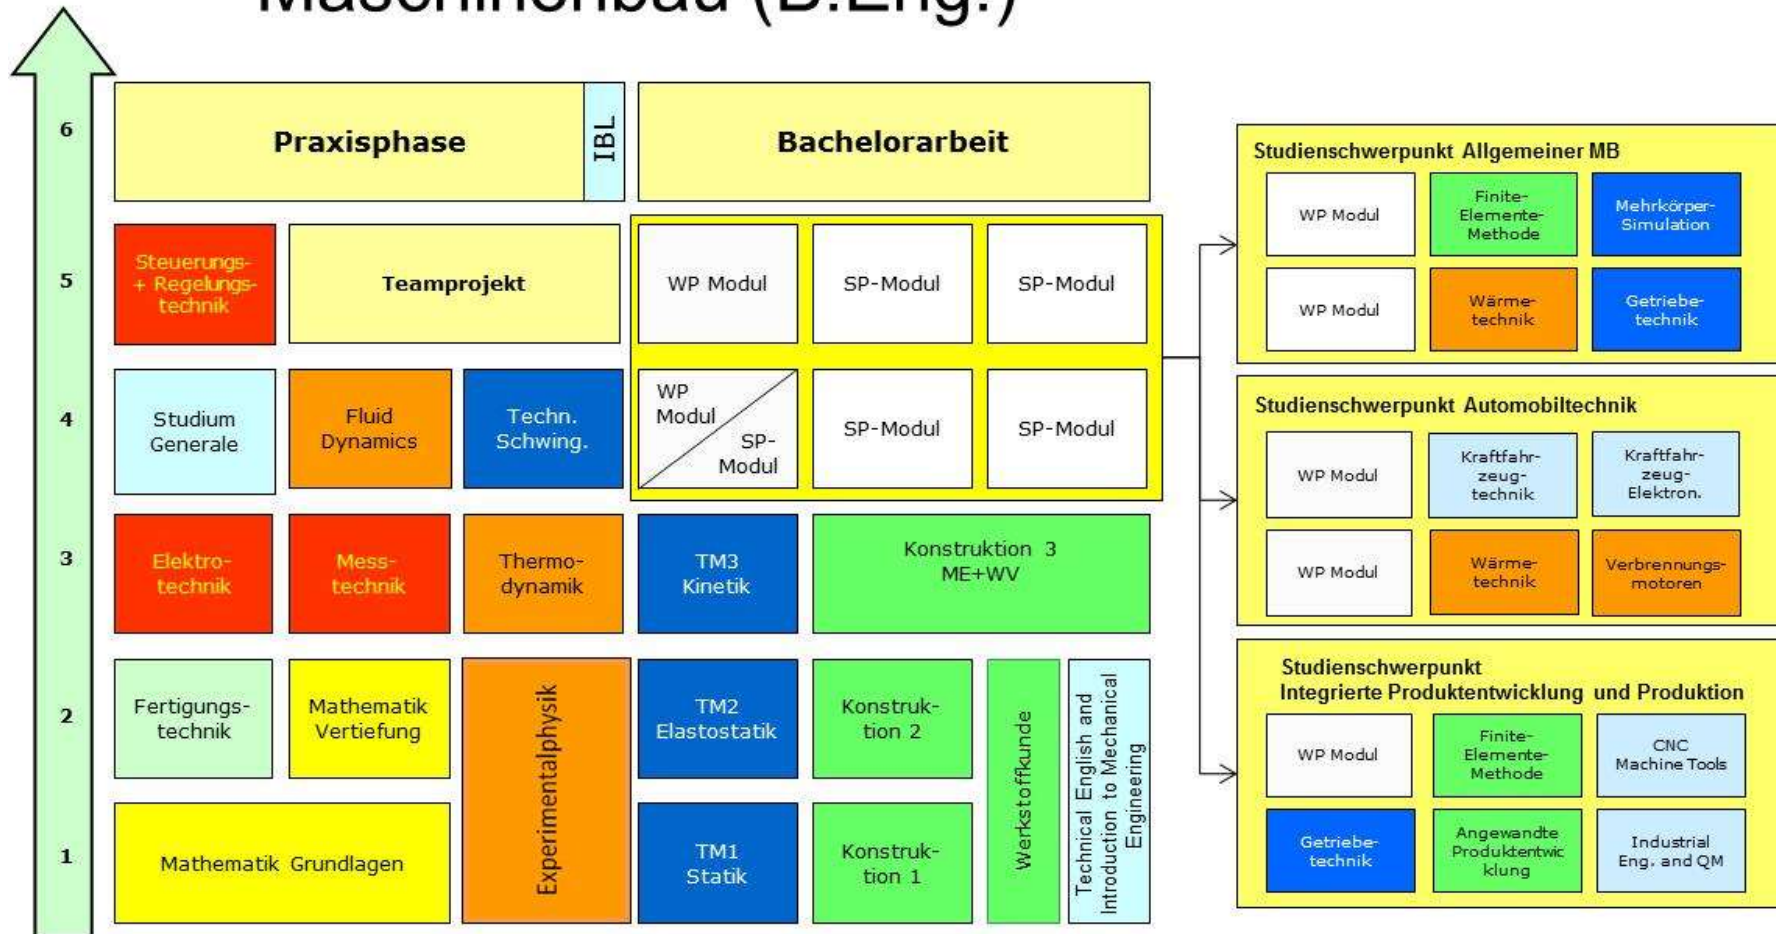 Maschinenbau (B.Eng.)
6
Praxisphase
IBL
Bachelorarbeit
5
Steuerungs-
+ Regelungs-
technik
Teamprojekt
WP Modul
SP-Modul
SP-Modul
4
Studium
Generale
Fluid
Dynamics
Techn.
Schwing.
WP
Modul
SP-
Modul
SP-Modul
SP-Modul
3
Elektro-
technik
Mess-
technik
Thermo-
dynamik
TM3
Kinetik
Konstruktion 3
ME+WV
2
Fertigungs-
technik
Mathematik
Vertiefung
Experimentalphysik
TM2
Elastostatik
Konstruk-
tion 2
Werkstoffkunde
Technical English and
Introduction to Mechanical
Engineering
1
Mathematik Grundlagen
TM1
Statik
Konstruk-
tion 1
Studienschwerpunkt Allgemeiner MB
WP Modul
Finite-
Elemente-
Methode
Mehrkörper-
Simulation
WP Modul
Wärme-
technik
Getriebe-
technik
Studienschwerpunkt Automobiltechnik
WP Modul
Kraftfahr-
zeug-
technik
Kraftfahr-
zeug-
Elektron.
WP Modul
Wärme-
technik
Verbrennungs-
motoren
Studienschwerpunkt
Integrierte Produktentwicklung und Produktion
WP Modul
Finite-
Elemente-
Methode
CNC
Machine Tools
Getriebe-
technik
Angewandte
Produktentwic
klung
Industrial
Eng. and QM